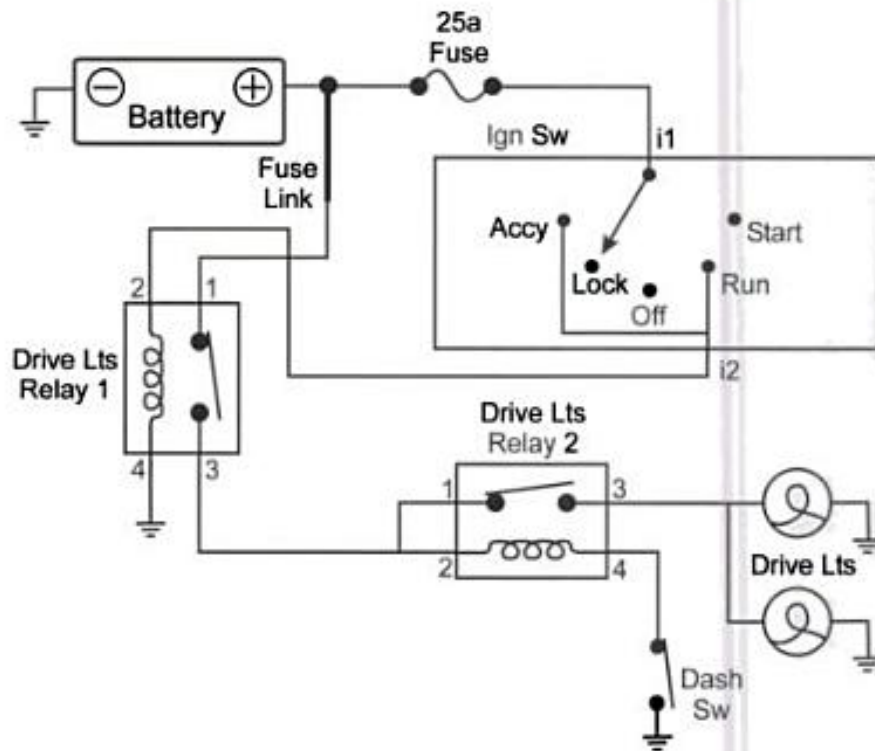 25a
Fuse
Battery
Ign Sw
i1
Fuse
Link
Accy
Start
Lock
Run
Off
2
1
i2
Drive Lts
Relay 1
Drive Lts
Relay 2
4
3
1
3
2
4
Drive Lts
Dash
Sw